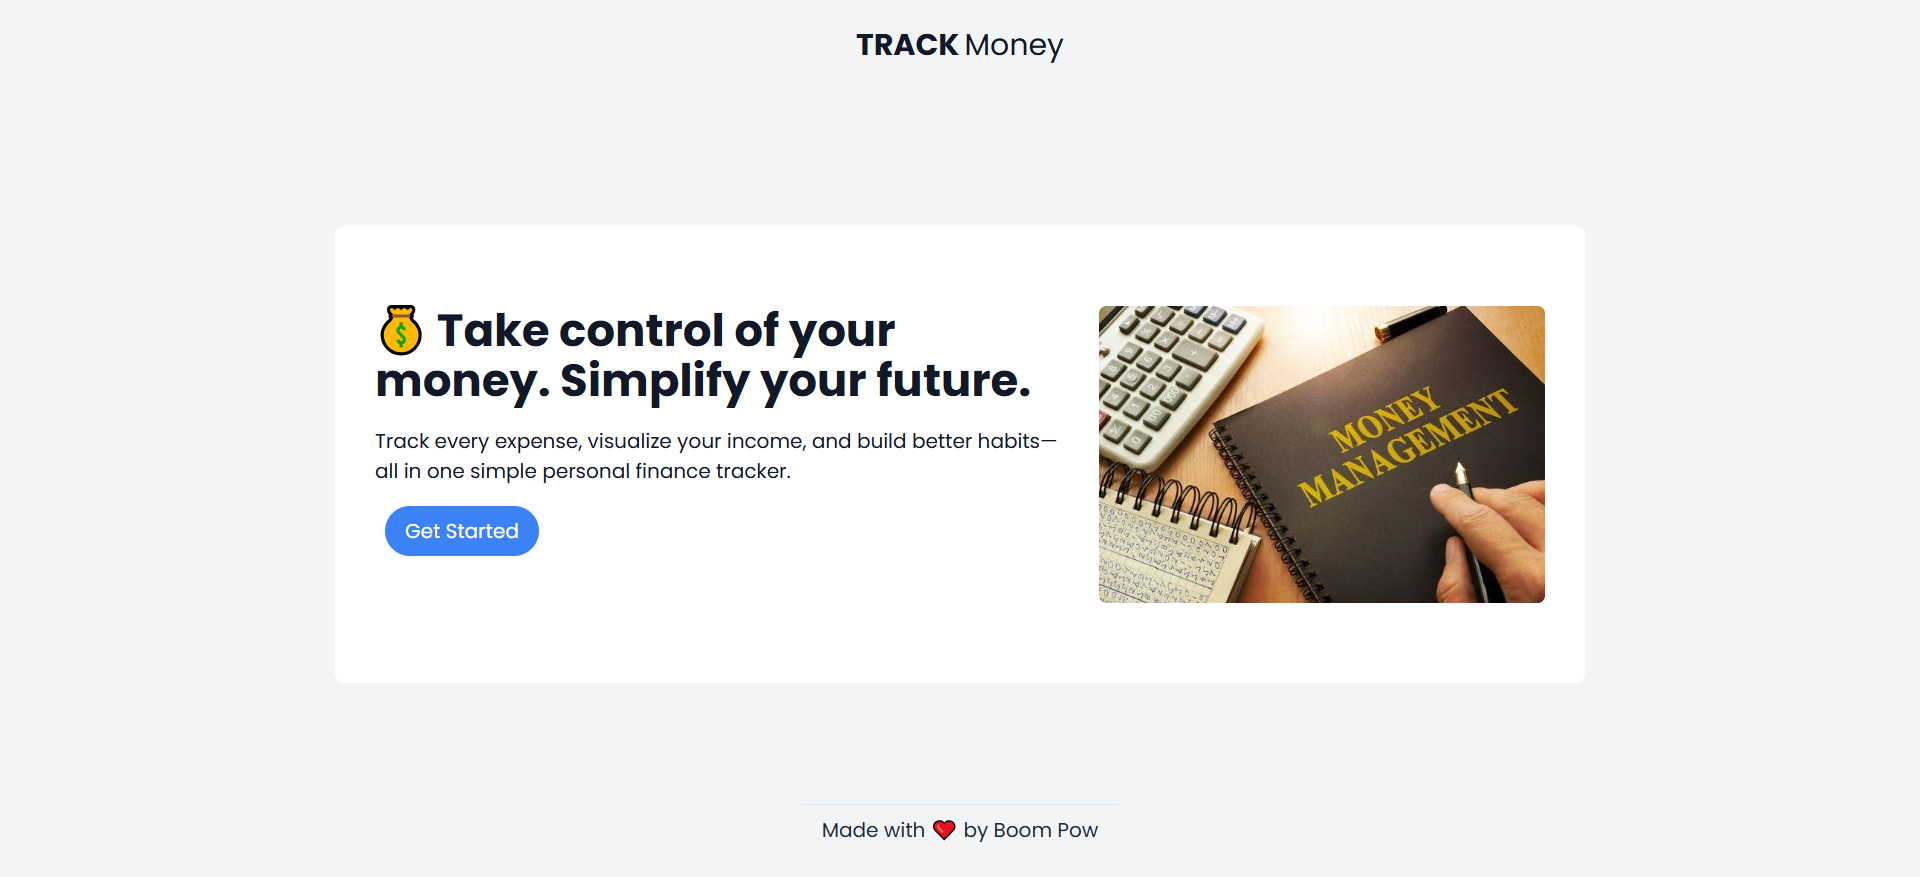 TRACK Money
💰 Take control of your
money. Simplify your future.
Track every expense, visualize your income, and build better habits—
all in one simple personal finance tracker.
Get Started
MONEY
MANAGEMENT
Made with ❤️ by Boom Pow